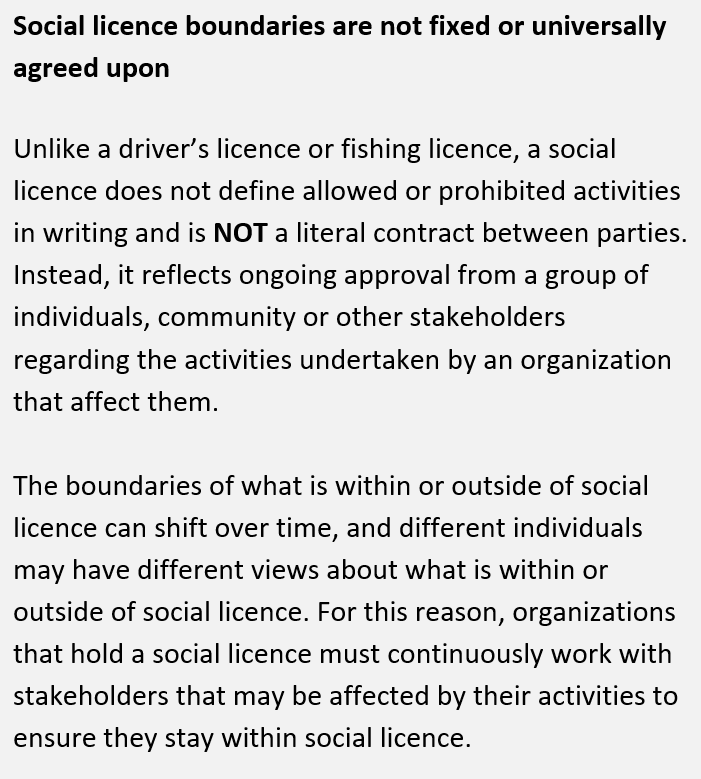 Social licence boundaries are not fixed or universally
agreed upon
Unlike a driver’s licence or fishing licence, a social
licence does not define allowed or prohibited activities
in writing and is NOT a literal contract between parties.
Instead, it reflects ongoing approval from a group of
individuals, community or other stakeholders
regarding the activities undertaken by an organization
that affect them.
The boundaries of what is within or outside of social
licence can shift over time, and different individuals
may have different views about what is within or
outside of social licence. For this reason, organizations
that hold a social licence must continuously work with
stakeholders that may be affected by their activities to
ensure they stay within social licence.